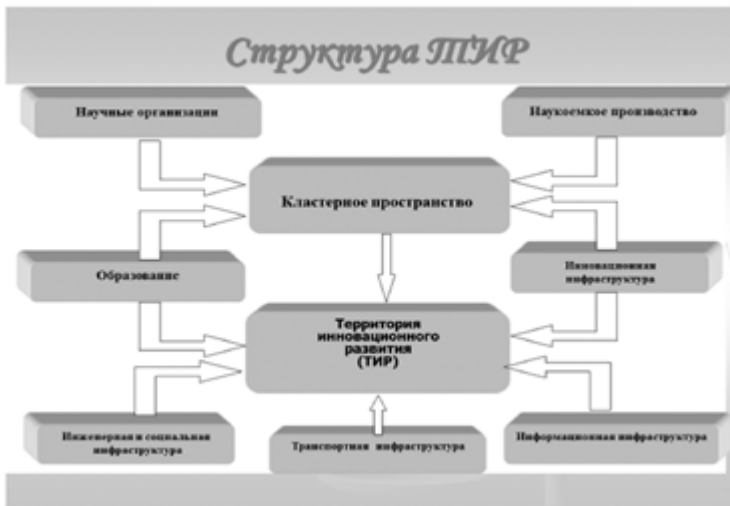 Структура ТИР
Научные организации
Наукоемкое производство
Кластерное пространство
Образование
Инновационная
инфраструктура
Территория
инновационного
развития
(ТИР)
Инженерная и социальная
инфраструктура
Транспортная инфраструктура
Информационная инфраструктура